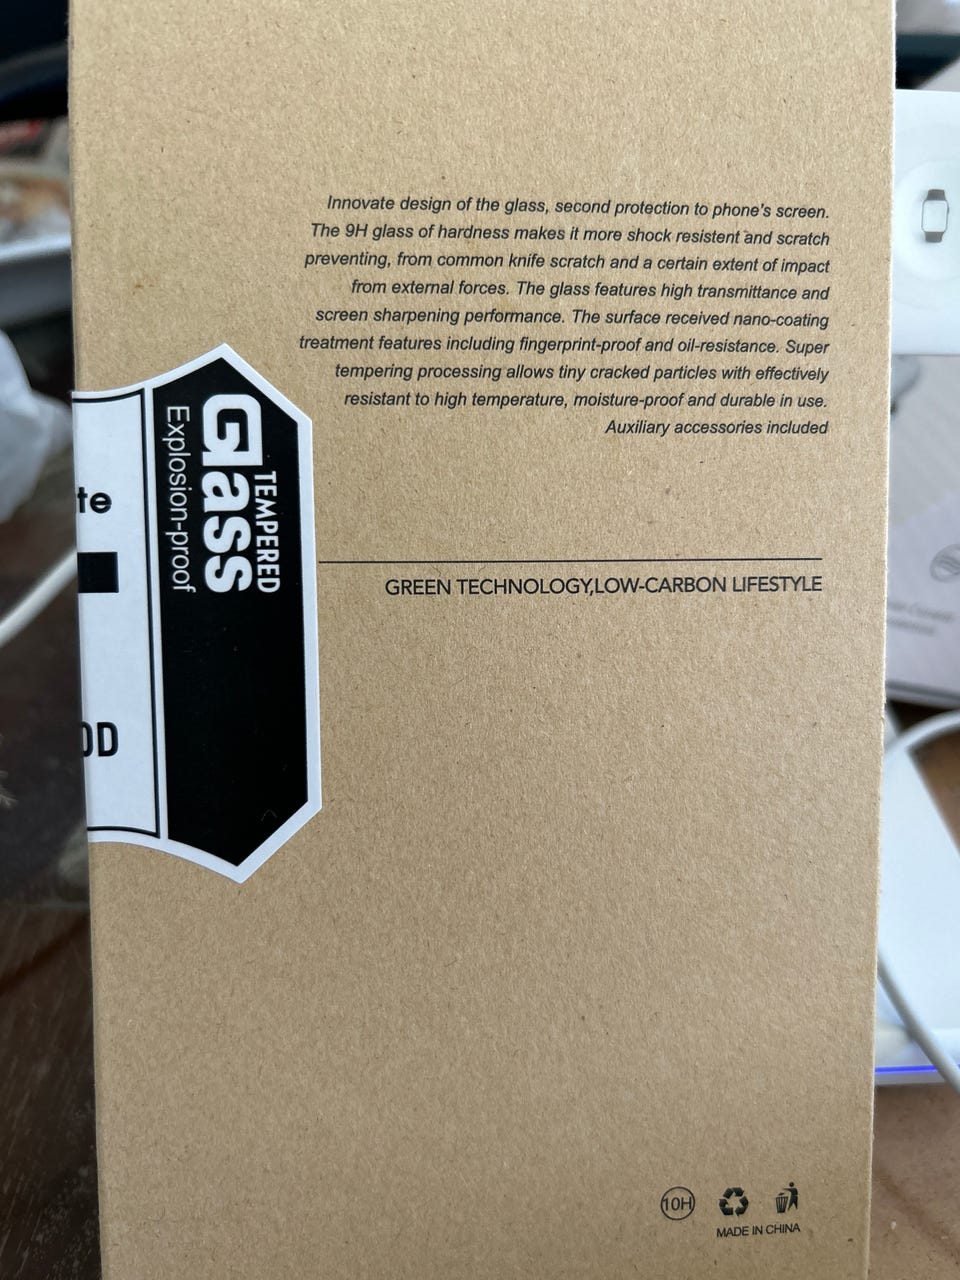 Innovate design of the glass, second protection to phone's screen.
The 9H glass of hardness makes it more shock resistent and scratch
preventing, from common knife scratch and a certain extent of impact
from external forces. The glass features high transmittance and
screen sharpening performance. The surface received nano-coating
treatment features including fingerprint-proof and oil-resistance. Super
tempering processing allows tiny cracked particles with effectively
resistant to high temperature, moisture-proof and durable in use.
Auxiliary accessories included
TEMPERED
Glass
Explosion-proof
te
OD
GREEN TECHNOLOGY,LOW-CARBON LIFESTYLE
10H
MADE IN CHINA